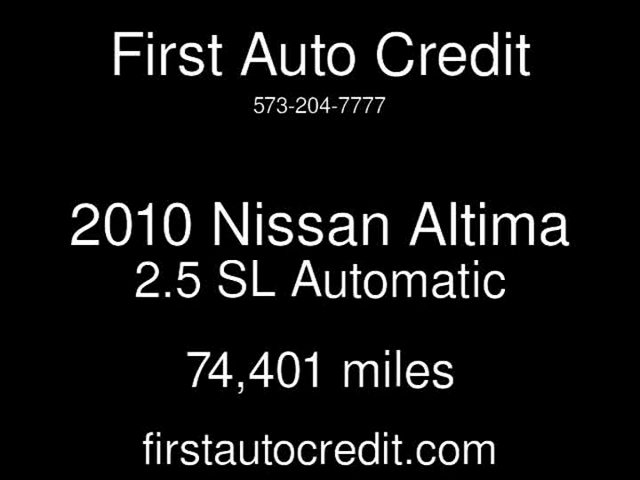 First Auto Credit
573-204-7777
2010 Nissan Altima
2.5 SL Automatic
74,401 miles
firstautocredit.com